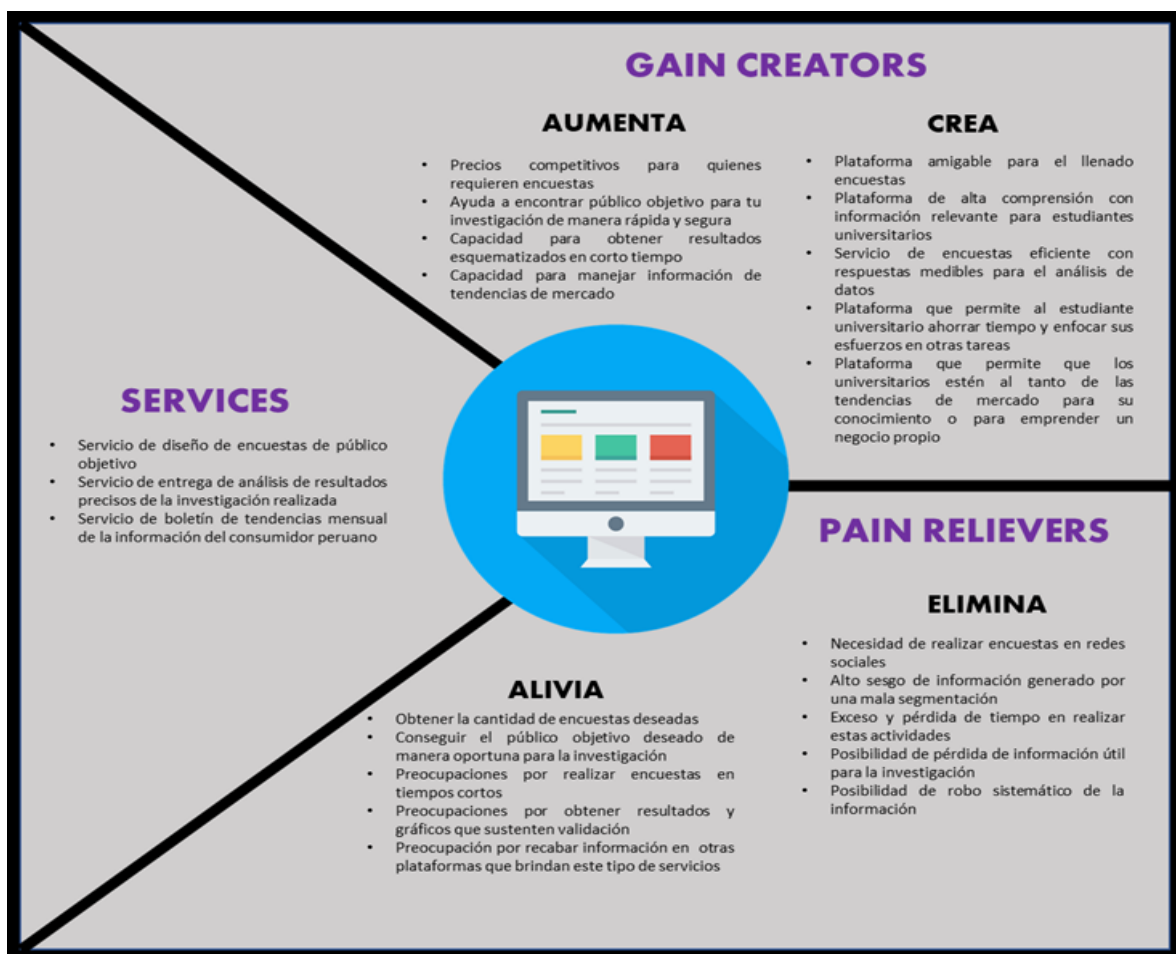 GAIN CREATORS
AUMENTA
• Precios competitivos para quienes
requieren encuestas
• Ayuda a encontrar público objetivo para tu
investigación de manera rápida y segura
• Capacidad para obtener resultados
esquematizados en corto tiempo
• Capacidad para manejar información de
tendencias de mercado
CREA
• Plataforma amigable para el llenado
encuestas
• Plataforma de alta comprensión con
información relevante para estudiantes
universitarios
• Servicio de encuestas eficiente con
respuestas medibles para el análisis de
datos
• Plataforma que permite al estudiante
universitario ahorrar tiempo y enfocar sus
esfuerzos en otras tareas
• Plataforma que permite que los
universitarios estén al tanto de las
tendencias de mercado para su
conocimiento o para emprender un
negocio propio
SERVICES
• Servicio de diseño de encuestas de público
objetivo
• Servicio de entrega de análisis de resultados
precisos de la investigación realizada
• Servicio de boletín de tendencias mensual
de la información del consumidor peruano
PAIN RELIEVERS
ALIVIA
• Obtener la cantidad de encuestas deseadas
• Conseguir el público objetivo deseado de
manera oportuna para la investigación
• Preocupaciones por realizar encuestas en
tiempos cortos
• Preocupaciones por obtener resultados y
gráficos que sustenten validación
• Preocupación por recabar información en otras
plataformas que brindan este tipo de servicios
ELIMINA
• Necesidad de realizar encuestas en redes
sociales
• Alto sesgo de información generado por
una mala segmentación
• Exceso y pérdida de tiempo en realizar
estas actividades
• Posibilidad de pérdida de información útil
para la investigación
• Posibilidad de robo sistemático de la
información